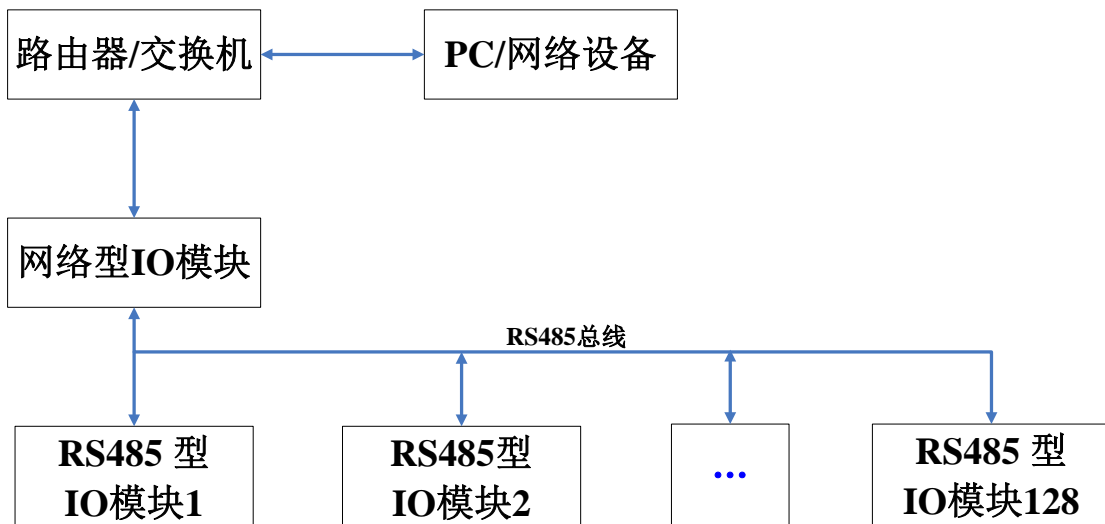 路由器/交换机
PC/网络设备
网络型IO模块
RS485总线
RS485 型
IO模块1
RS485型
IO模块2
...
RS485 型
IO模块128